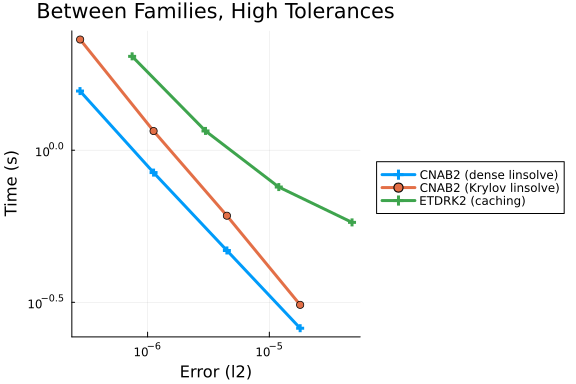 Between Families, High Tolerances
Time (s)
10^0.0
10^-0.5
10^-6
10^-5
Error (l2)
CNAB2 (dense linsolve)
CNAB2 (Krylov linsolve)
ETDRK2 (caching)